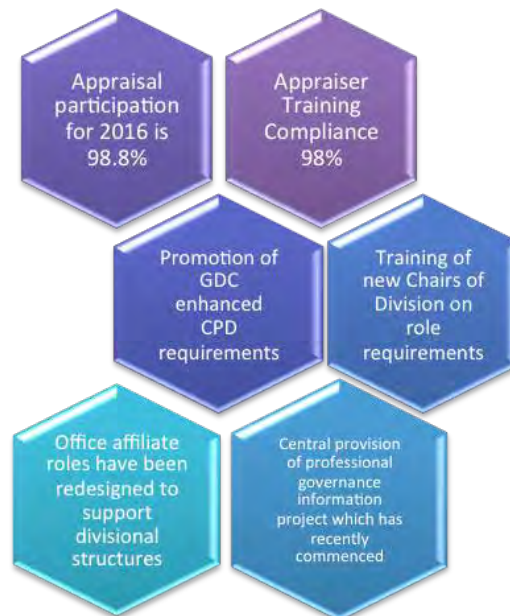 Appraisal
participation
for 2016 is
98.8%
Appraiser
Training
Compliance
98%
Promotion of
GDC
enhanced
CPD
requirements
Training of
new Chairs of
Division on
role
requirements
Office affiliate
roles have been
redesigned to
support
divisional
structures
Central provision
of professional
governance
information
project which has
recently
commenced